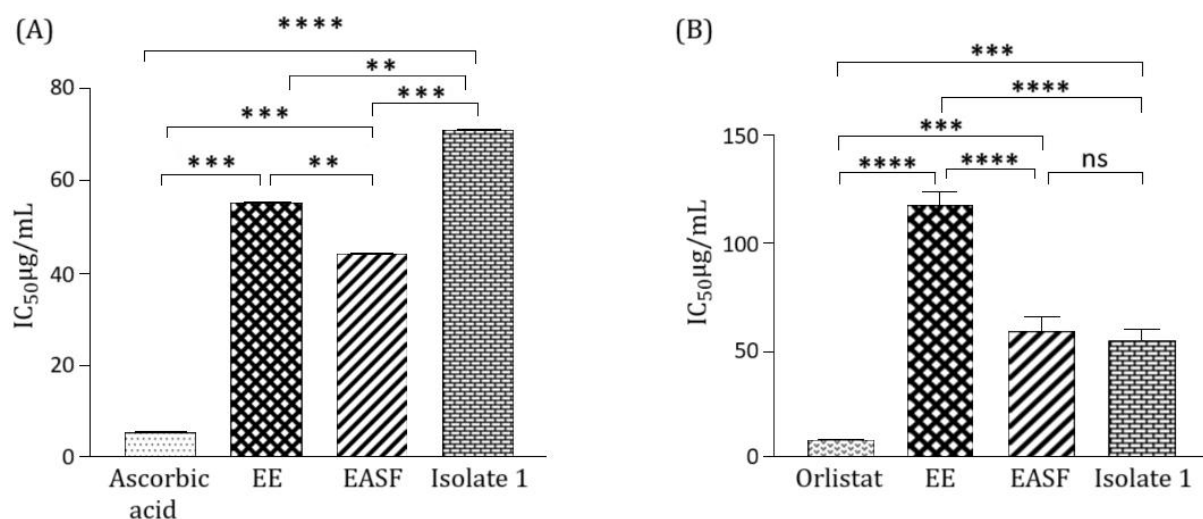 (A)
****
**
***
***
***
**
80
60
40
20
0
IC₅₀µg/mL
Ascorbic acid
EE
EASF
Isolate 1
(B)
***
****
***
****
****
ns
150
100
50
0
IC₅₀µg/mL
Orlistat
EE
EASF
Isolate 1